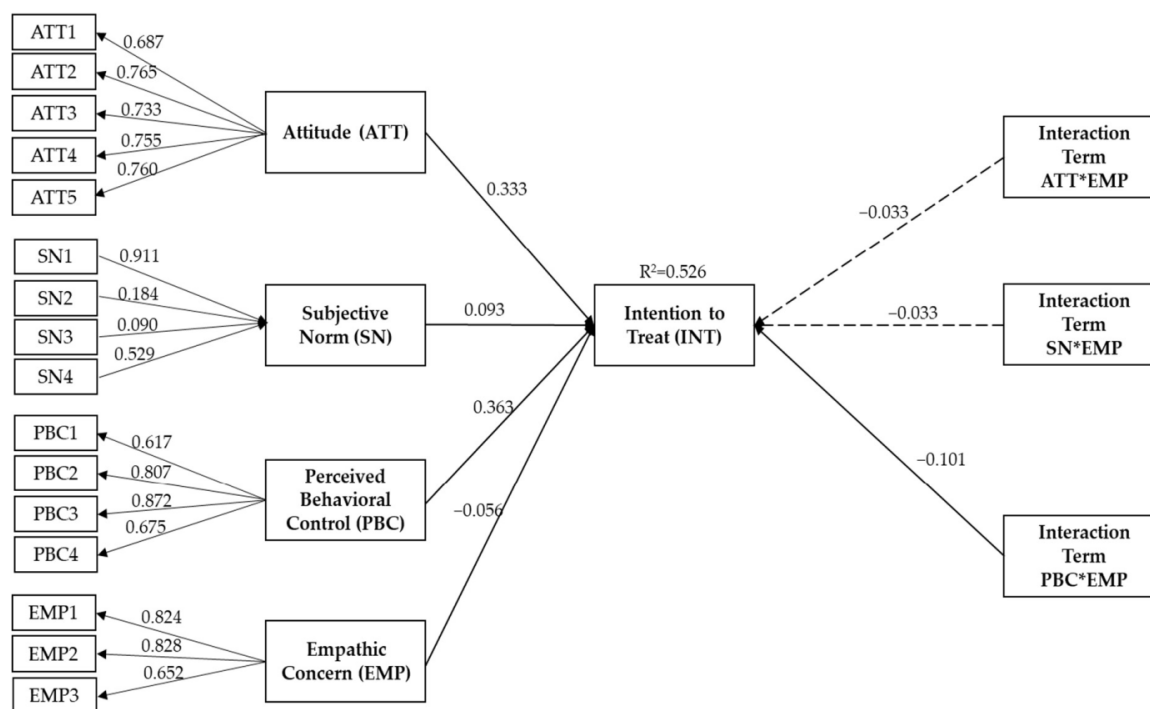 ATT1
0.687
ATT2
0.765
ATT3
0.733
ATT4
0.755
ATT5
0.760
Attitude (ATT)
0.333
SN1
0.911
SN2
0.184
SN3
0.090
SN4
0.529
Subjective
Norm (SN)
0.093
PBC1
0.617
PBC2
0.807
PBC3
0.872
PBC4
0.675
Perceived
Behavioral
Control (PBC)
0.363
EMP1
0.824
EMP2
0.828
EMP3
0.652
Empathic
Concern (EMP)
−0.056
R²=0.526
Intention to
Treat (INT)
Interaction
Term
ATT*EMP
−0.033
Interaction
Term
SN*EMP
−0.033
Interaction
Term
PBC*EMP
−0.101